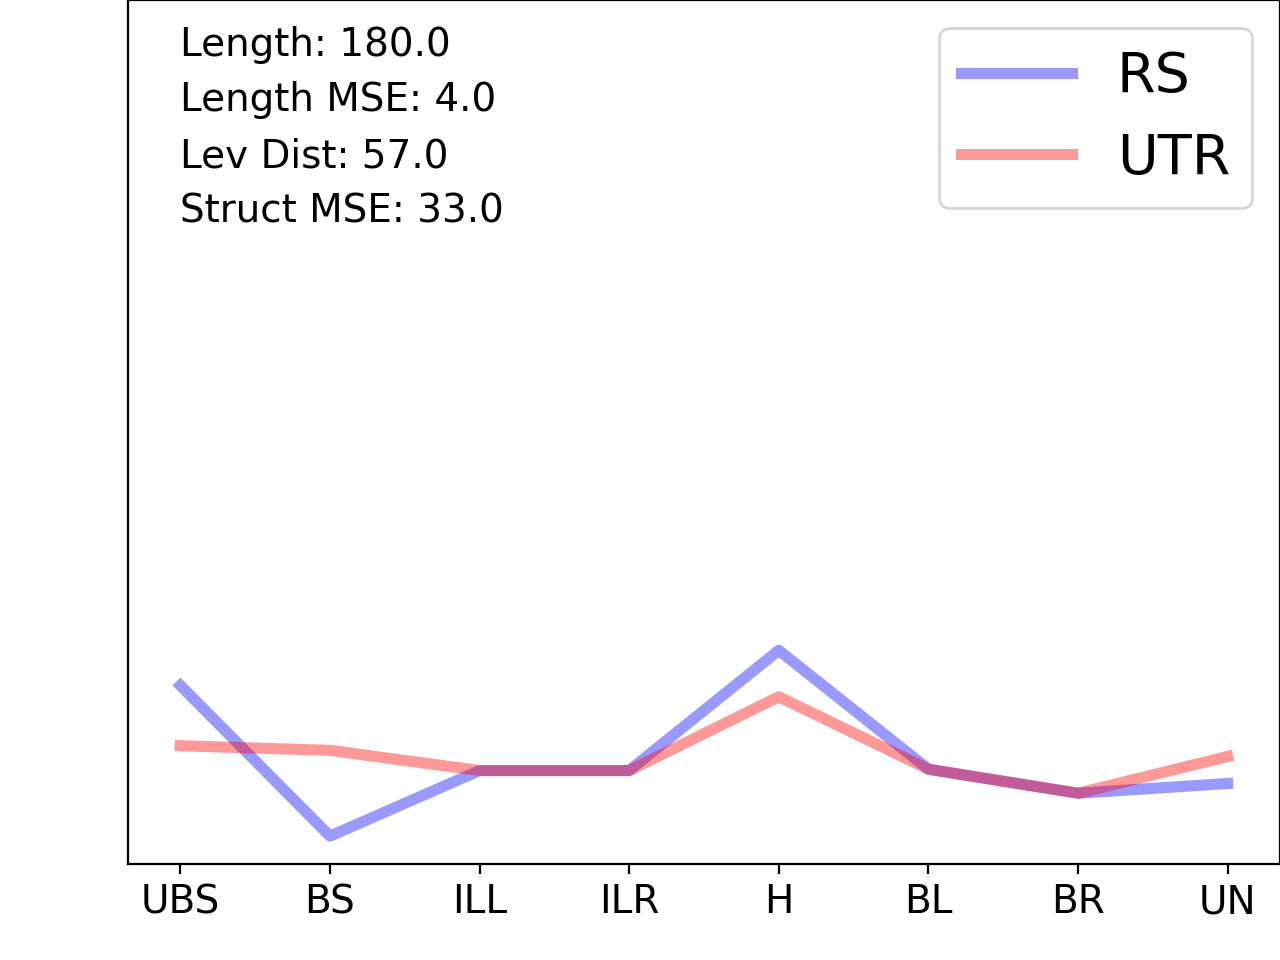 Length: 180.0
Length MSE: 4.0
Lev Dist: 57.0
Struct MSE: 33.0
RS
UTR
UBS BS ILL ILR H BL BR UN